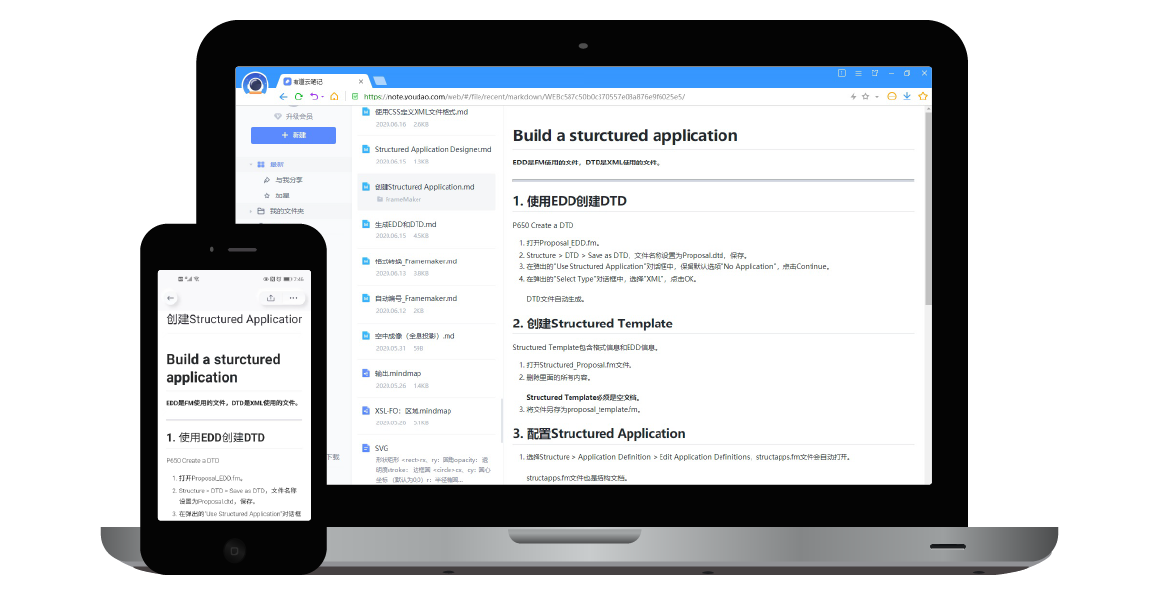 有道云笔记
https://note.youdao.com/web/#/file/recent/markdown/WEBc587c50b0c370557e08a876e9f6025e5/
升级会员
+ 新建
最新
与我分享
加星
我的文件夹
下载
使用CSS定义XML文件格式.md
2023.06.16 2.6KB
Structured Application Designer.md
2023.06.15 1.3KB
创建Structured Application.md
FrameMaker
生成EDD和DTD.md
2023.06.15 4.5KB
格式转换_Framemaker.md
2023.06.13 3.8KB
自动编号_Framemaker.md
2023.06.12 2KB
空中成像（全息投影）.md
2023.05.31 5KB
输出.mindmap
2023.05.26 1.4KB
XSL-FO：区域.mindmap
2023.05.26 5.1KB
SVG
形状矩形 <rect>rx，ry：圆角opacity：透
明度stroke：边框圆 <circle>cx，cy：圆心
坐标（默认为0,0）r：半径椭圆...
Build a sturctured application
EDD是FM使用的文件，DTD是XML使用的文件。
1. 使用EDD创建DTD
P650 Create a DTD
1. 打开Proposal_EDD.fm。
2. Structure > DTD > Save as DTD，文件名称设置为Proposal.dtd，保存。
3. 在弹出的"Use Structured Application"对话框中，保留默认选项"No Application"，点击Continue。
4. 在弹出的"Select Type"对话框中，选择"XML"，点击OK。
DTD文件自动生成。
2. 创建Structured Template
Structured Template包含格式信息和EDD信息。
1. 打开Structured_Proposal.fm文件。
2. 删除里面的所有内容。
Structured Template必须是空文档。
3. 将文件另存为proposal_template.fm。
3. 配置Structured Application
1. 选择Structure > Application Definition > Edit Application Definitions，structapps.fm文件会自动打开。
structapps.fm文件也是结构文档。
创建Structured Application
Build a sturctured
application
EDD是FM使用的文件，DTD是XML使用的文件。
1. 使用EDD创建DTD
P650 Create a DTD
1. 打开Proposal_EDD.fm。
2. Structure > DTD > Save as DTD，文件名称
设置为Proposal.dtd，保存。
3. 在弹出的"Use Structured Application"对话框